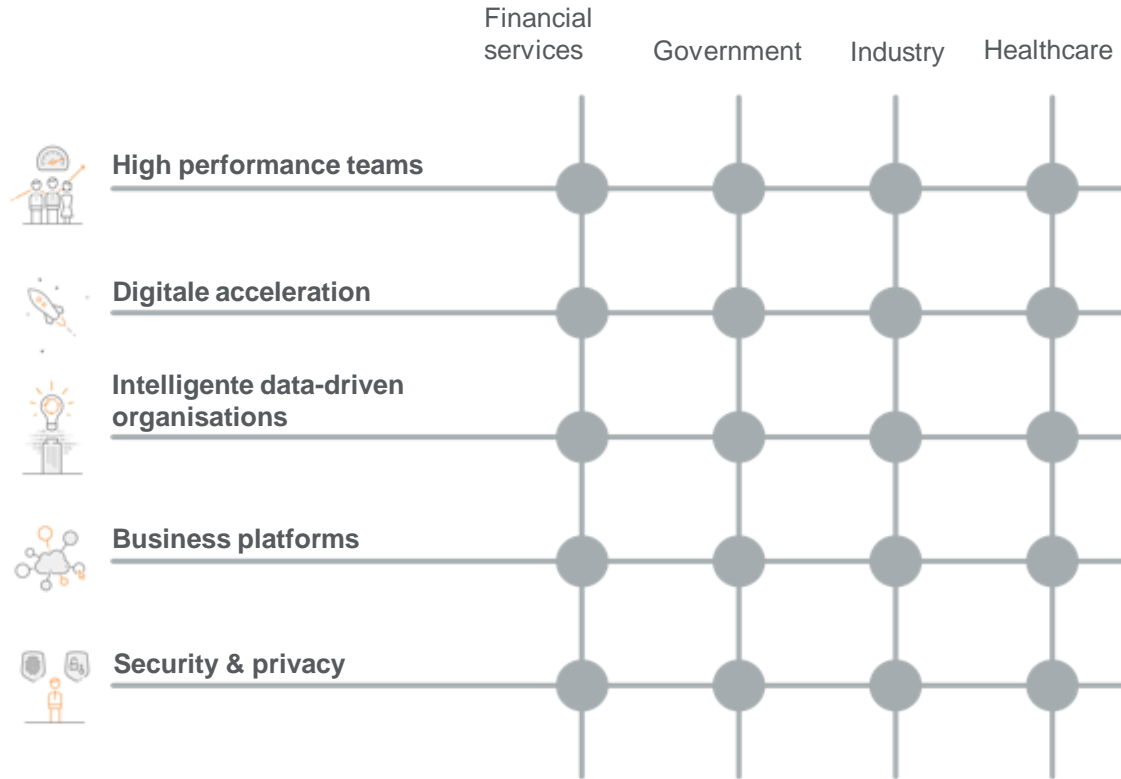 Financial
services
Government
Industry
Healthcare
High performance teams
Digitale acceleration
Intelligente data-driven
organisations
Business platforms
Security & privacy